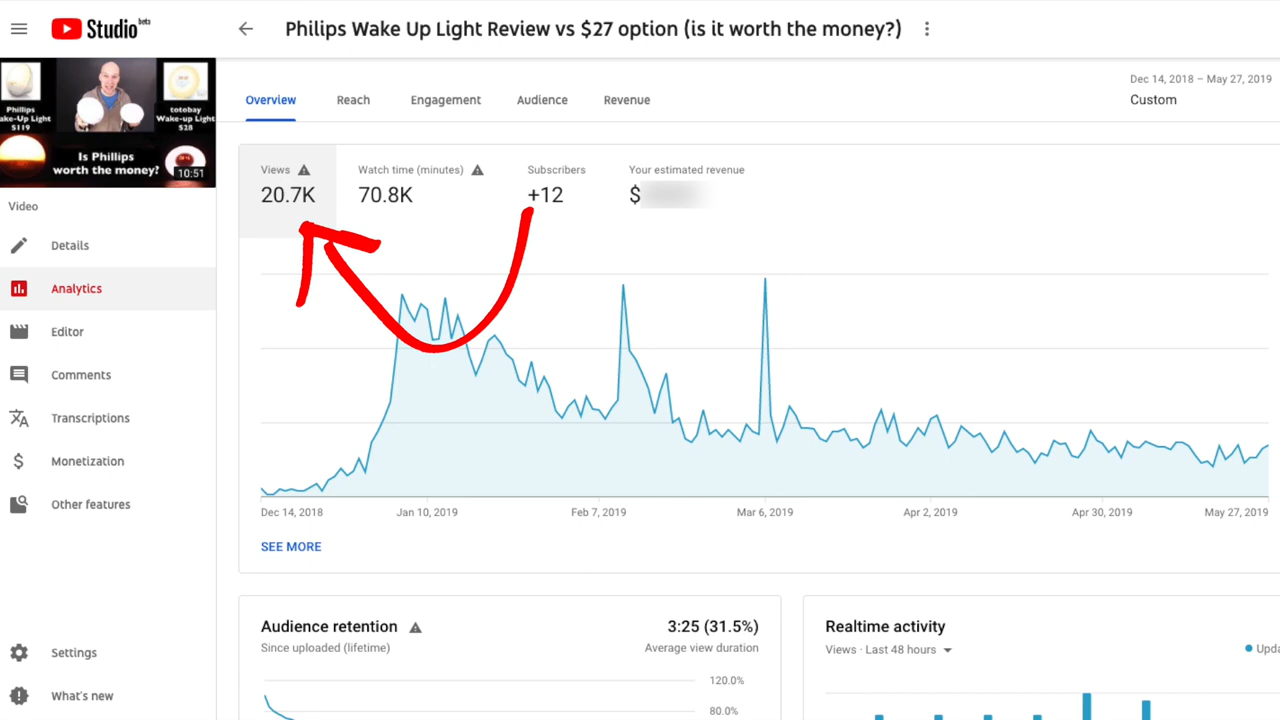 Studio beta
Philips Wake Up Light Review vs $27 option (is it worth the money?)
Phillips
Wake-Up Light
$119
totobay
Wake-up Light
$28
Is Phillips
worth the money?
10:51
Video
Details
Analytics
Editor
Comments
Transcriptions
Monetization
Other features
Settings
What's new
Overview Reach Engagement Audience Revenue
Dec 14, 2018 – May 27, 2019
Custom
Views Watch time (minutes) Subscribers Your estimated revenue
20.7K 70.8K +12 $
Dec 14, 2018 Jan 10, 2019 Feb 7, 2019 Mar 6, 2019 Apr 2, 2019 Apr 30, 2019 May 27, 2019
SEE MORE
Audience retention 3:25 (31.5%)
Since uploaded (lifetime) Average view duration
120.0%
80.0%
Realtime activity
Views · Last 48 hours
Upda